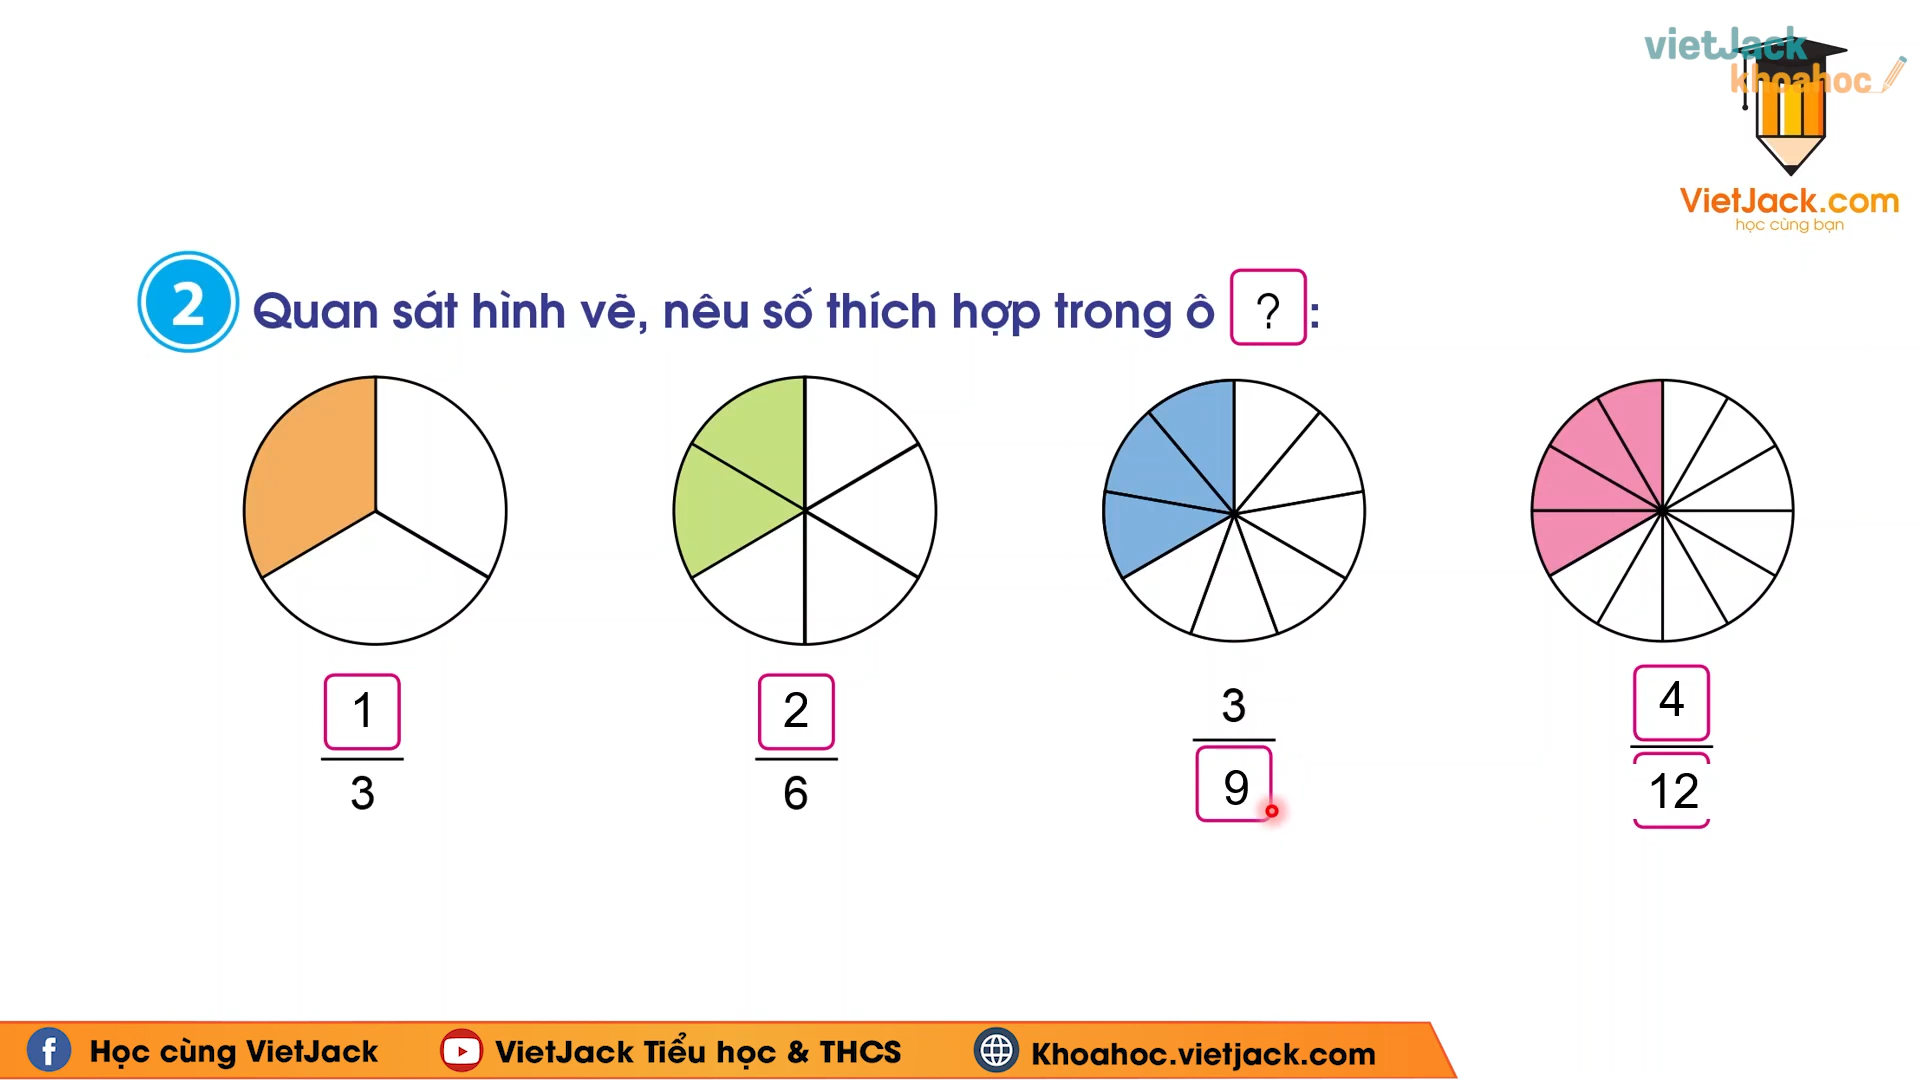 vietJack
khoahoc
VietJack.com
học cùng bạn
2 Quan sát hình vẽ, nêu số thích hợp trong ô ? :
1 2 3 4
3 6 9 12
Học cùng VietJack VietJack Tiểu học & THCS Khoahoc.vietjack.com